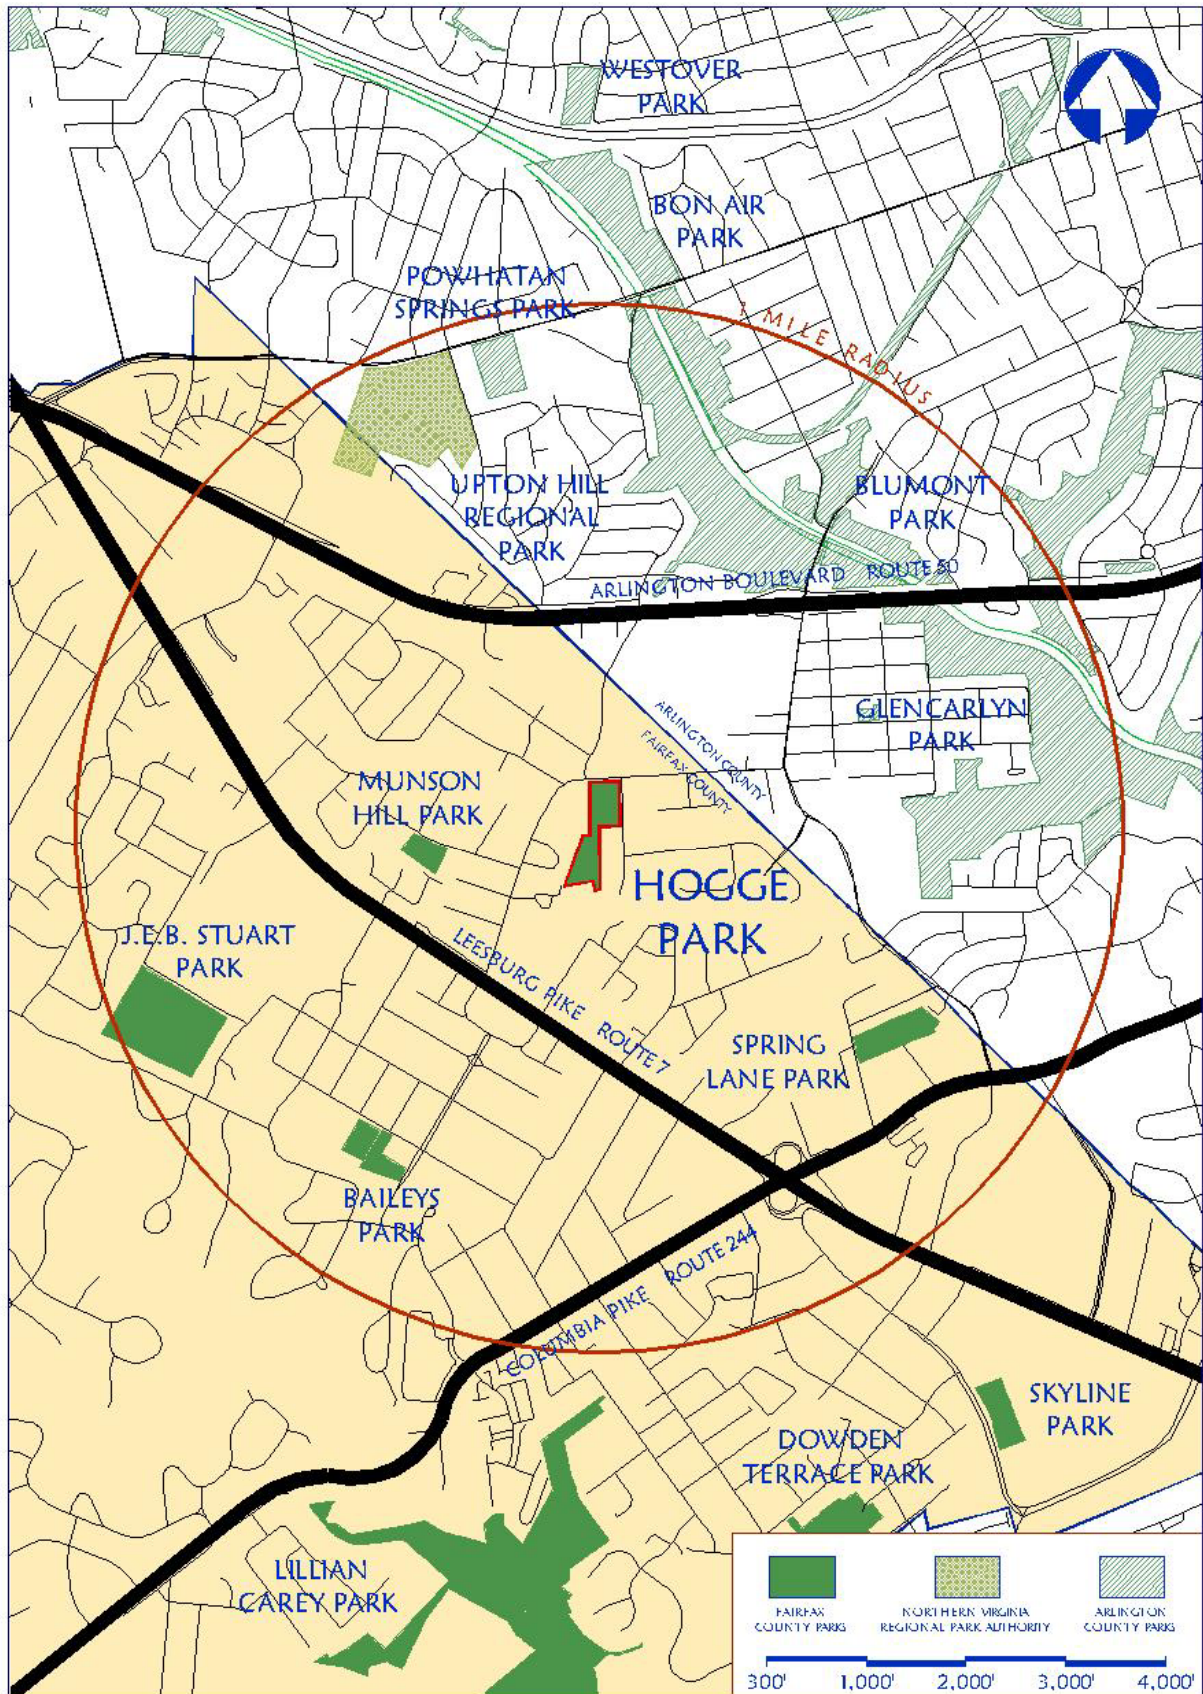 WESTOVER
PARK
BON AIR
PARK
POWHATAN
SPRINGS PARK
1 MILE RADIUS
UPTON HILL
REGIONAL
PARK
BLUMONT
PARK
ARLINGTON BOULEVARD ROUTE 50
GLENCARLYN
PARK
ARLINGTON COUNTY
FAIRFAX COUNTY
MUNSON
HILL PARK
HOGGE
PARK
J.E.B. STUART
PARK
LEESBURG PIKE ROUTE 7
SPRING
LANE PARK
BAILEYS
PARK
COLUMBIA PIKE ROUTE 244
SKYLINE
PARK
DOWDEN
TERRACE PARK
LILLIAN
CAREY PARK
FAIRFAX
COUNTY PARKS
NORTHERN VIRGINIA
REGIONAL PARK AUTHORITY
ARLINGTON
COUNTY PARKS
300' 1,000' 2,000' 3,000' 4,000'